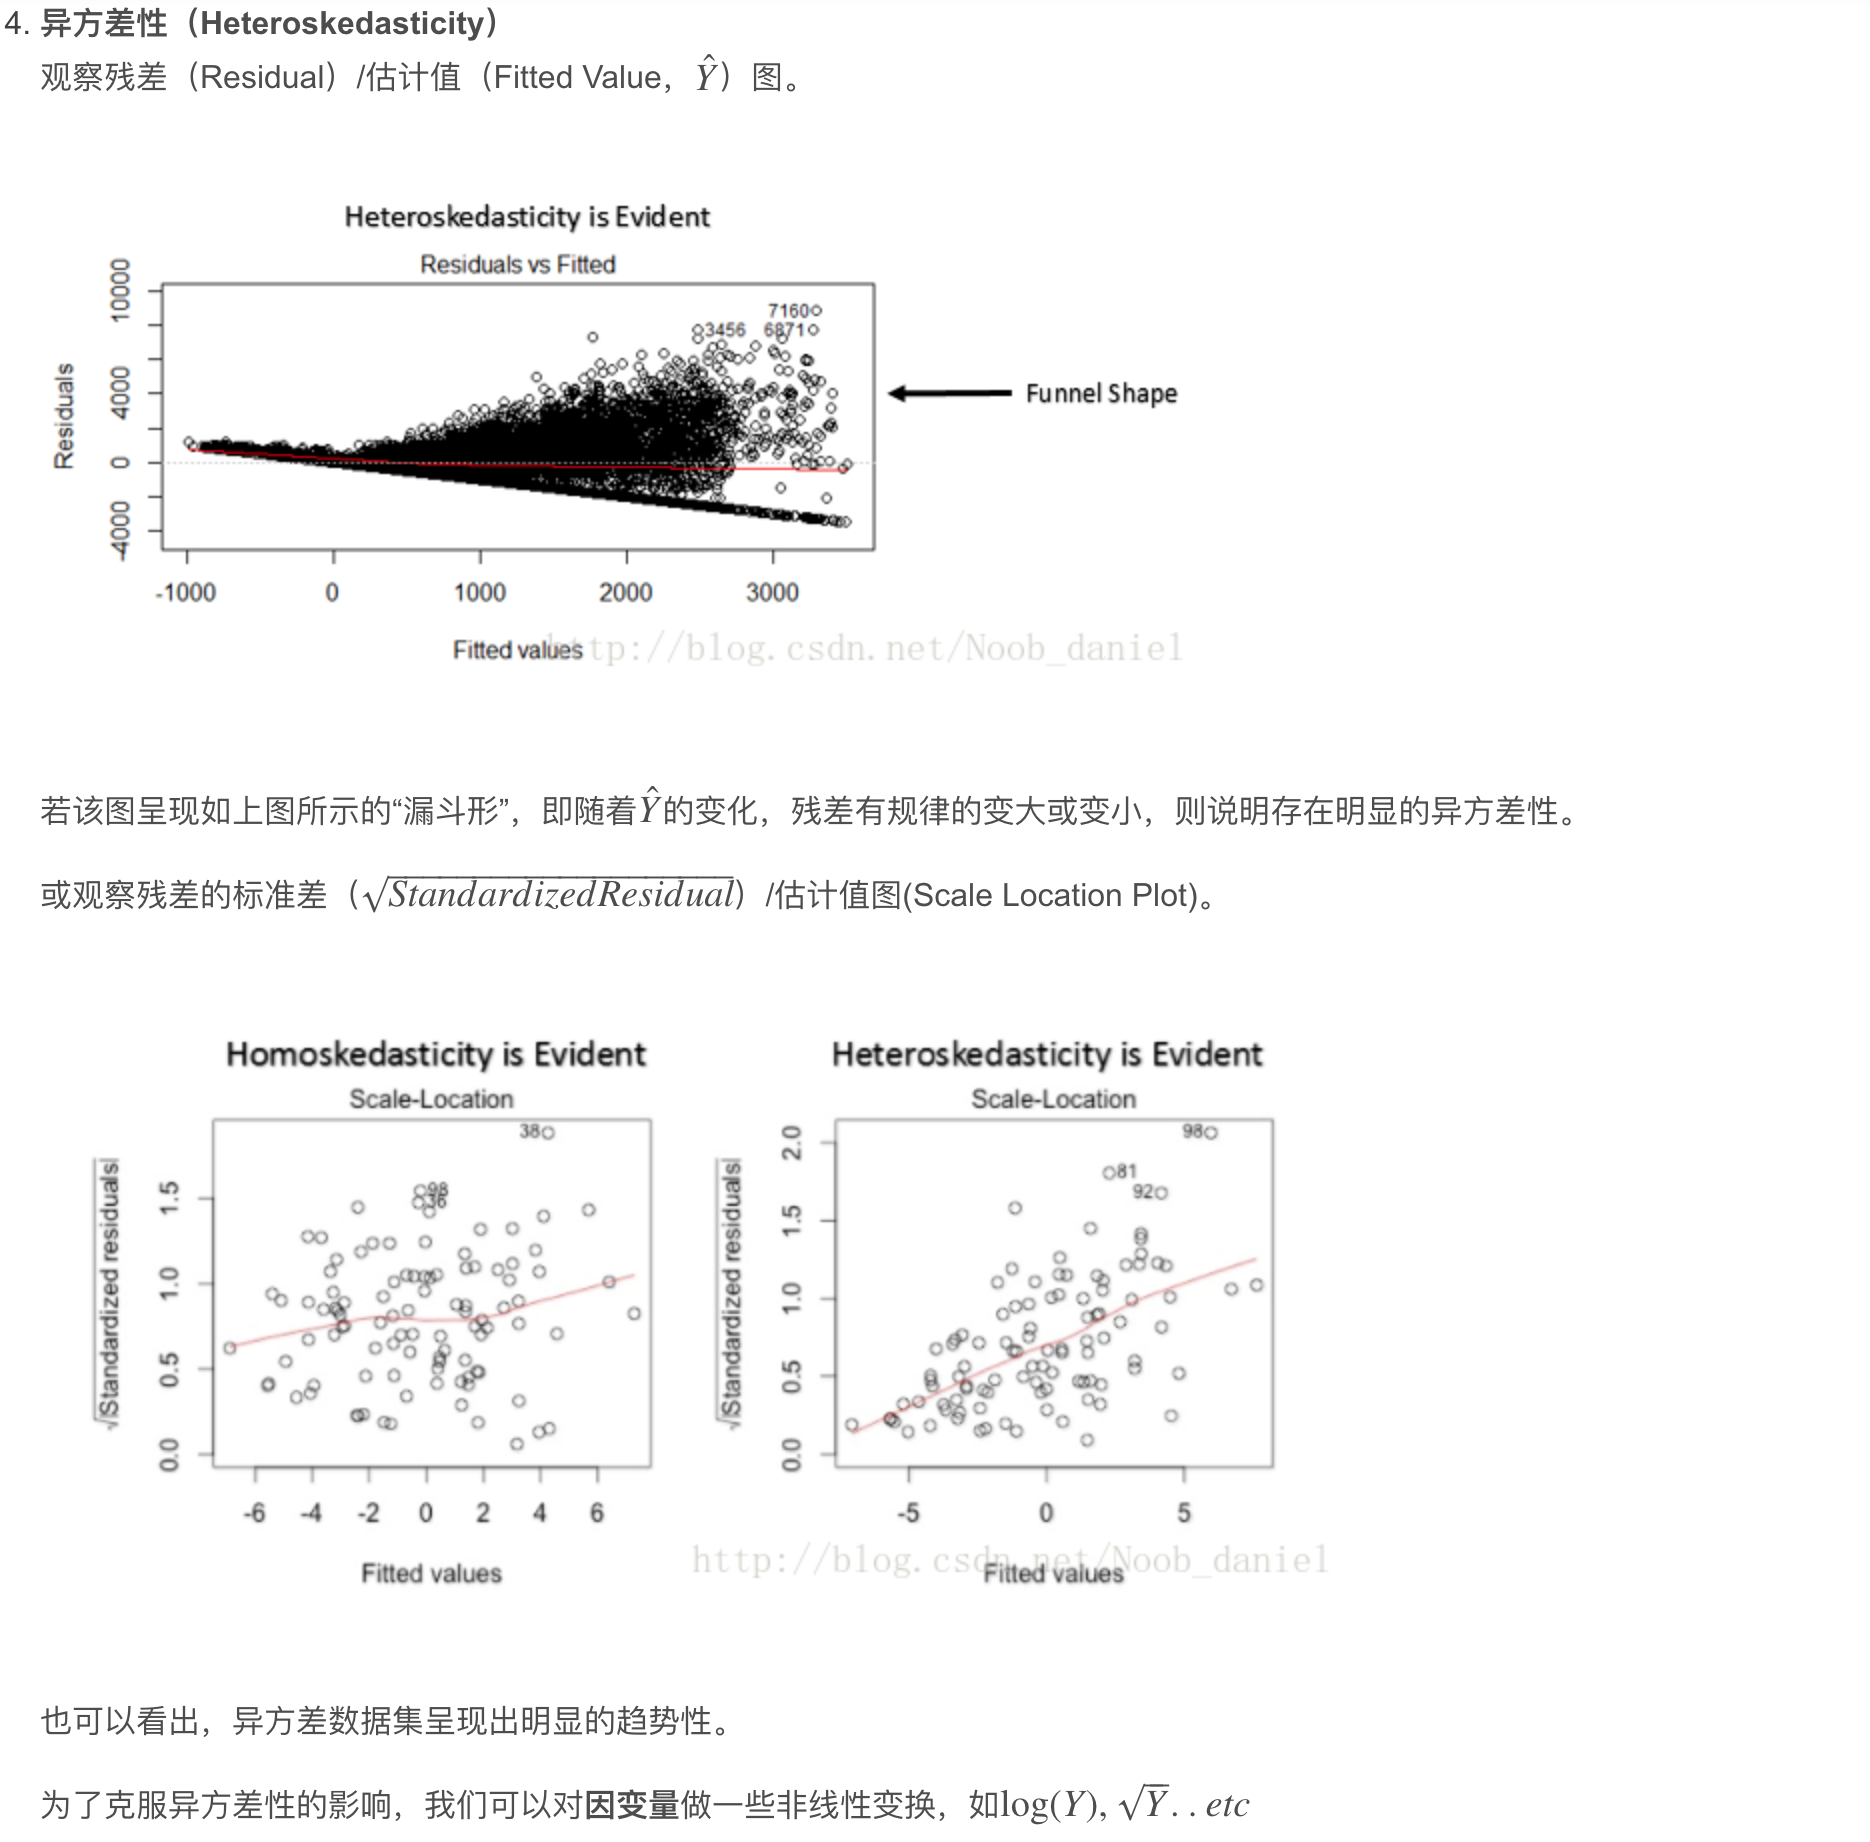 4. 异方差性（Heteroskedasticity）
观察残差（Residual）/估计值（Fitted Value，Ŷ）图。
Heteroskedasticity is Evident
Residuals vs Fitted
Residuals
10000
4000
0
-4000
7160
3456 6871
Funnel Shape
-1000 0 1000 2000 3000
Fitted values
http://blog.csdn.net/Noob_daniel
若该图呈现如上图所示的“漏斗形”，即随着Ŷ的变化，残差有规律的变大或变小，则说明存在明显的异方差性。
或观察残差的标准差（√StandardizedResidual）/估计值图(Scale Location Plot)。
Homoskedasticity is Evident
Scale-Location
√|Standardized residuals|
1.5
1.0
0.5
0.0
38
98
36
-6 -4 -2 0 2 4 6
Fitted values
Heteroskedasticity is Evident
Scale-Location
√|Standardized residuals|
2.0
1.5
1.0
0.5
0.0
98
81
92
-5 0 5
Fitted values
http://blog.csdn.net/Noob_daniel
也可以看出，异方差数据集呈现出明显的趋势性。
为了克服异方差性的影响，我们可以对因变量做一些非线性变换，如log(Y), √Y. . etc